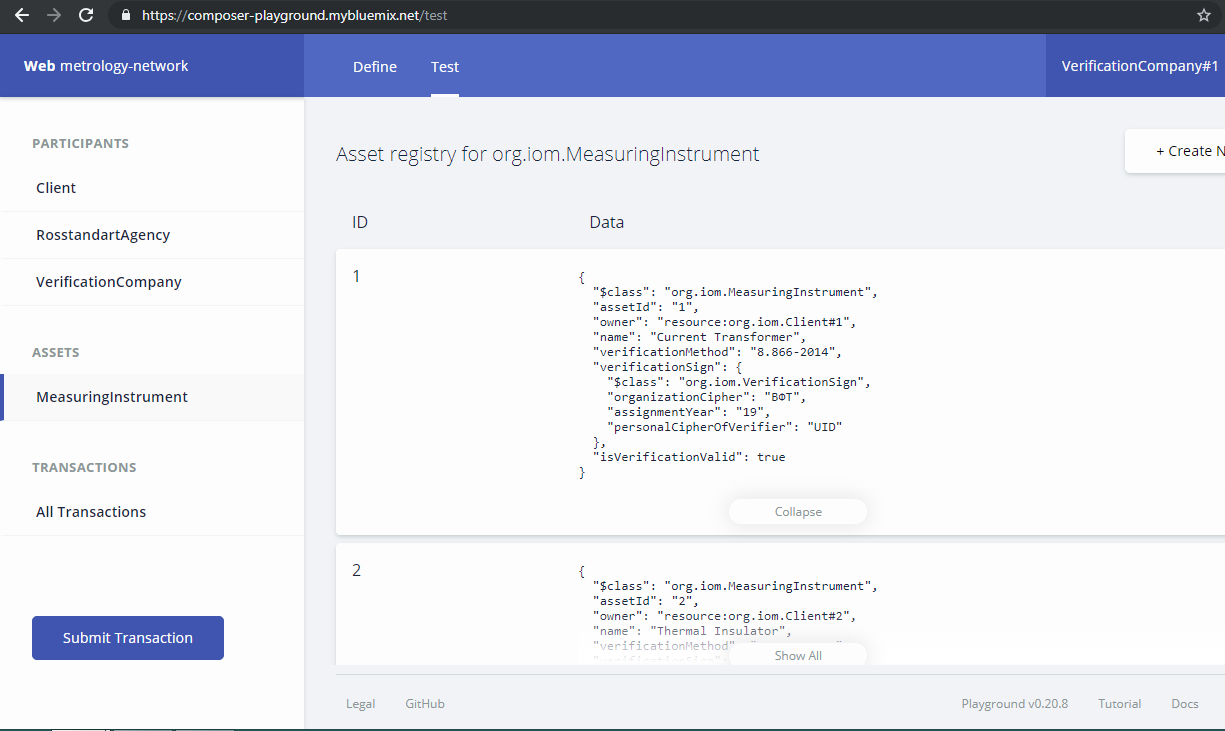 https://composer-playground.mybluemix.net/test
Web metrology-network
Define
Test
VerificationCompany#1
PARTICIPANTS
Client
RosstandartAgency
VerificationCompany
ASSETS
MeasuringInstrument
TRANSACTIONS
All Transactions
Submit Transaction
Asset registry for org.iom.MeasuringInstrument
+ Create N
ID
Data
1
{
"$class": "org.iom.MeasuringInstrument",
"assetId": "1",
"owner": "resource:org.iom.Client#1",
"name": "Current Transformer",
"verificationMethod": "8.866-2014",
"verificationSign": {
"$class": "org.iom.VerificationSign",
"organizationCipher": "ВФТ",
"assignmentYear": "19",
"personalCipherOfVerifier": "UID"
},
"isVerificationValid": true
}
Collapse
2
{
"$class": "org.iom.MeasuringInstrument",
"assetId": "2",
"owner": "resource:org.iom.Client#2",
"name": "Thermal Insulator",
"verificationMethod"
Show All
Legal
GitHub
Playground v0.20.8
Tutorial
Docs